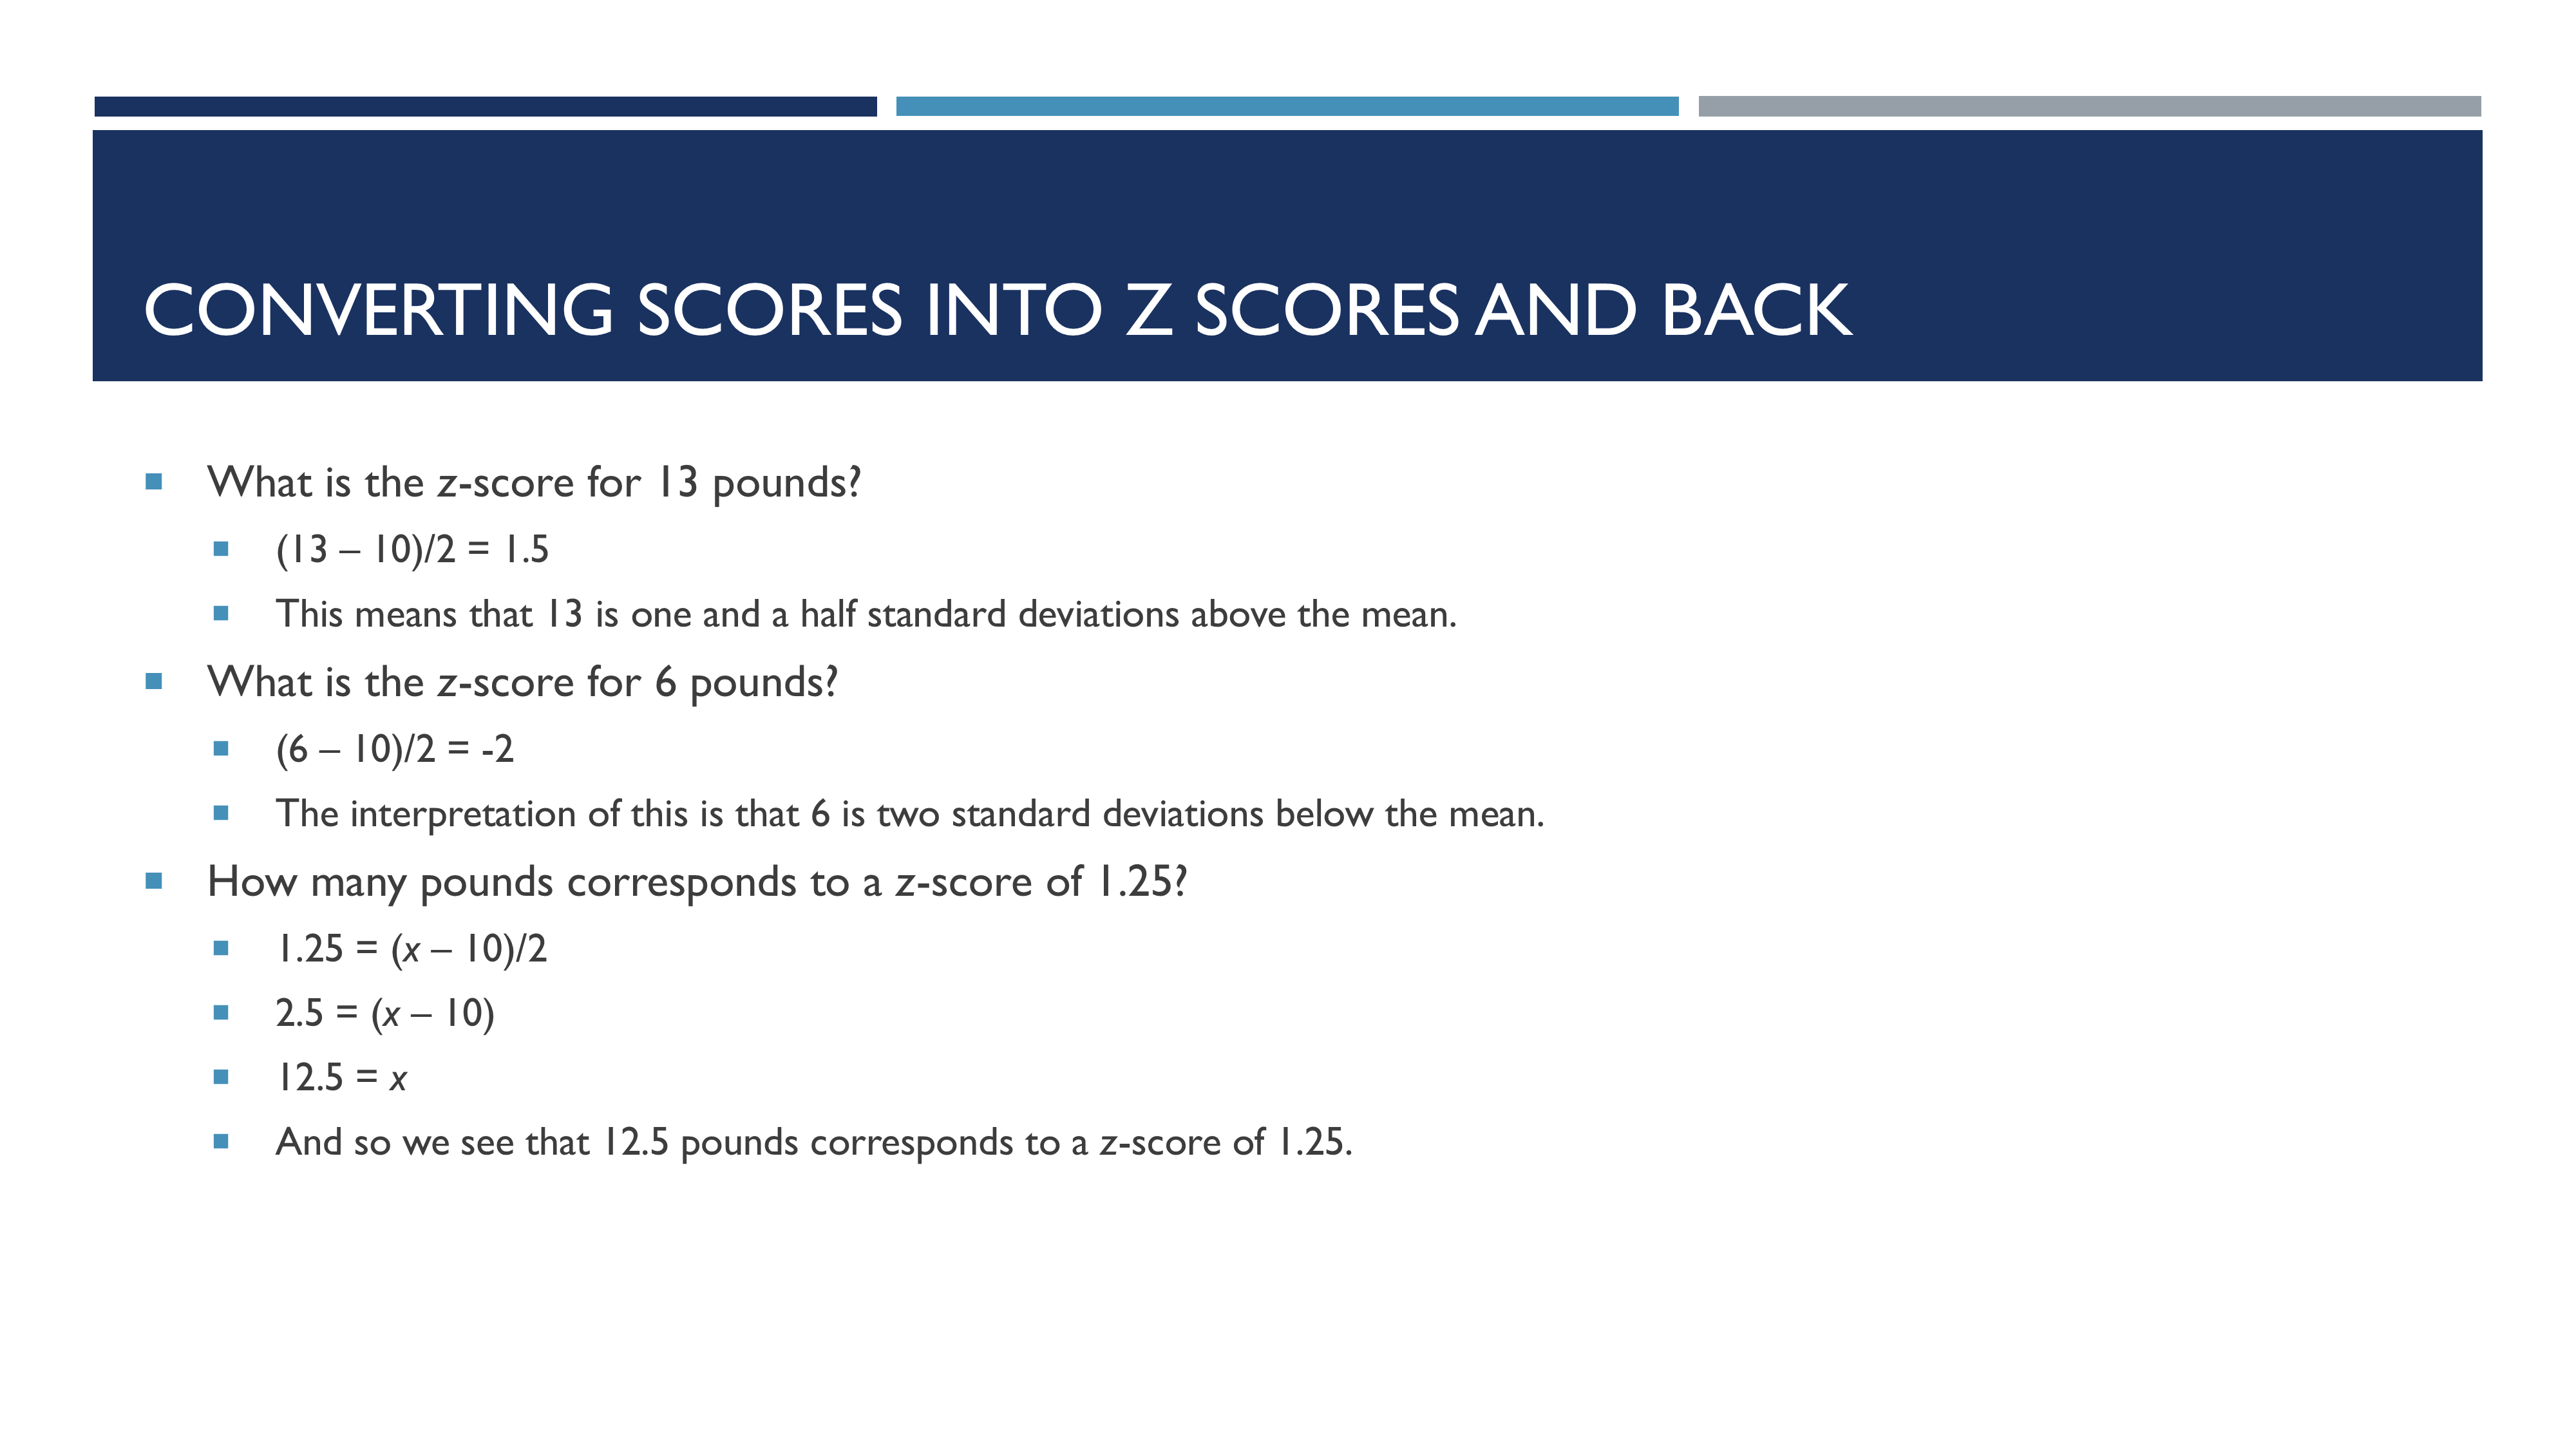 CONVERTING SCORES INTO Z SCORES AND BACK
What is the z-score for 13 pounds?
(13 – 10)/2 = 1.5
This means that 13 is one and a half standard deviations above the mean.
What is the z-score for 6 pounds?
(6 – 10)/2 = -2
The interpretation of this is that 6 is two standard deviations below the mean.
How many pounds corresponds to a z-score of 1.25?
1.25 = (x – 10)/2
2.5 = (x – 10)
12.5 = x
And so we see that 12.5 pounds corresponds to a z-score of 1.25.